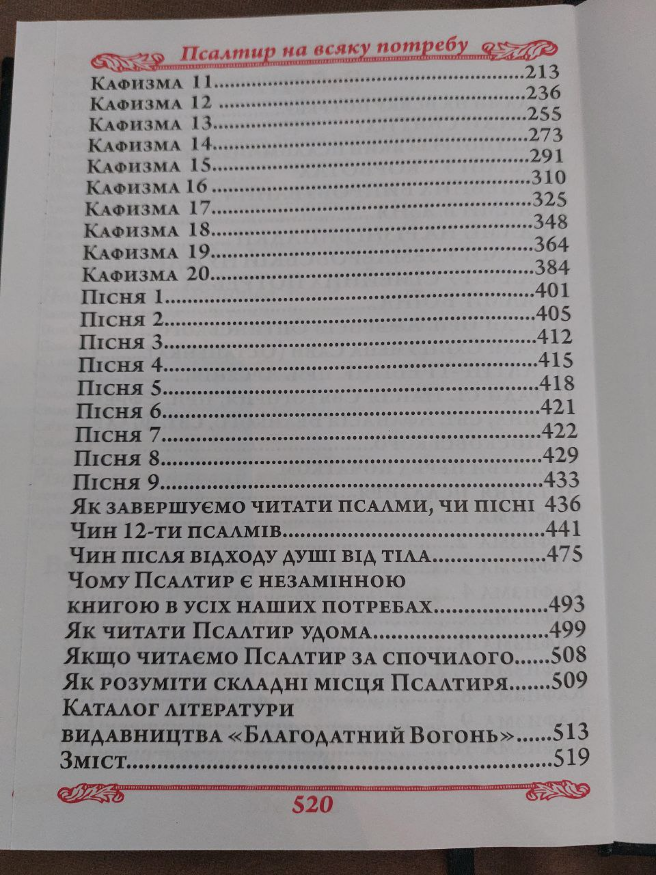 Псалтир на всяку потребу
Кафизма 11................................................213
Кафизма 12 ................................................236
Кафизма 13................................................255
Кафизма 14................................................273
Кафизма 15................................................291
Кафизма 16 ................................................310
Кафизма 17................................................325
Кафизма 18................................................348
Кафизма 19................................................364
Кафизма 20................................................384
Пісня 1................................................401
Пісня 2................................................405
Пісня 3................................................412
Пісня 4................................................415
Пісня 5................................................418
Пісня 6................................................421
Пісня 7................................................422
Пісня 8................................................429
Пісня 9................................................433
Як завершуємо читати псалми, чи пісні 436
Чин 12-ти псалмів................................441
Чин після відходу душі від тіла..............475
Чому Псалтир є незамінною
книгою в усіх наших потребах..............493
Як читати Псалтир удома......................499
Якщо читаємо Псалтир за спочилого.....508
Як розуміти складні місця Псалтиря......509
Каталог літератури
видавництва «Благодатний Вогонь».....513
Зміст................................................519
520